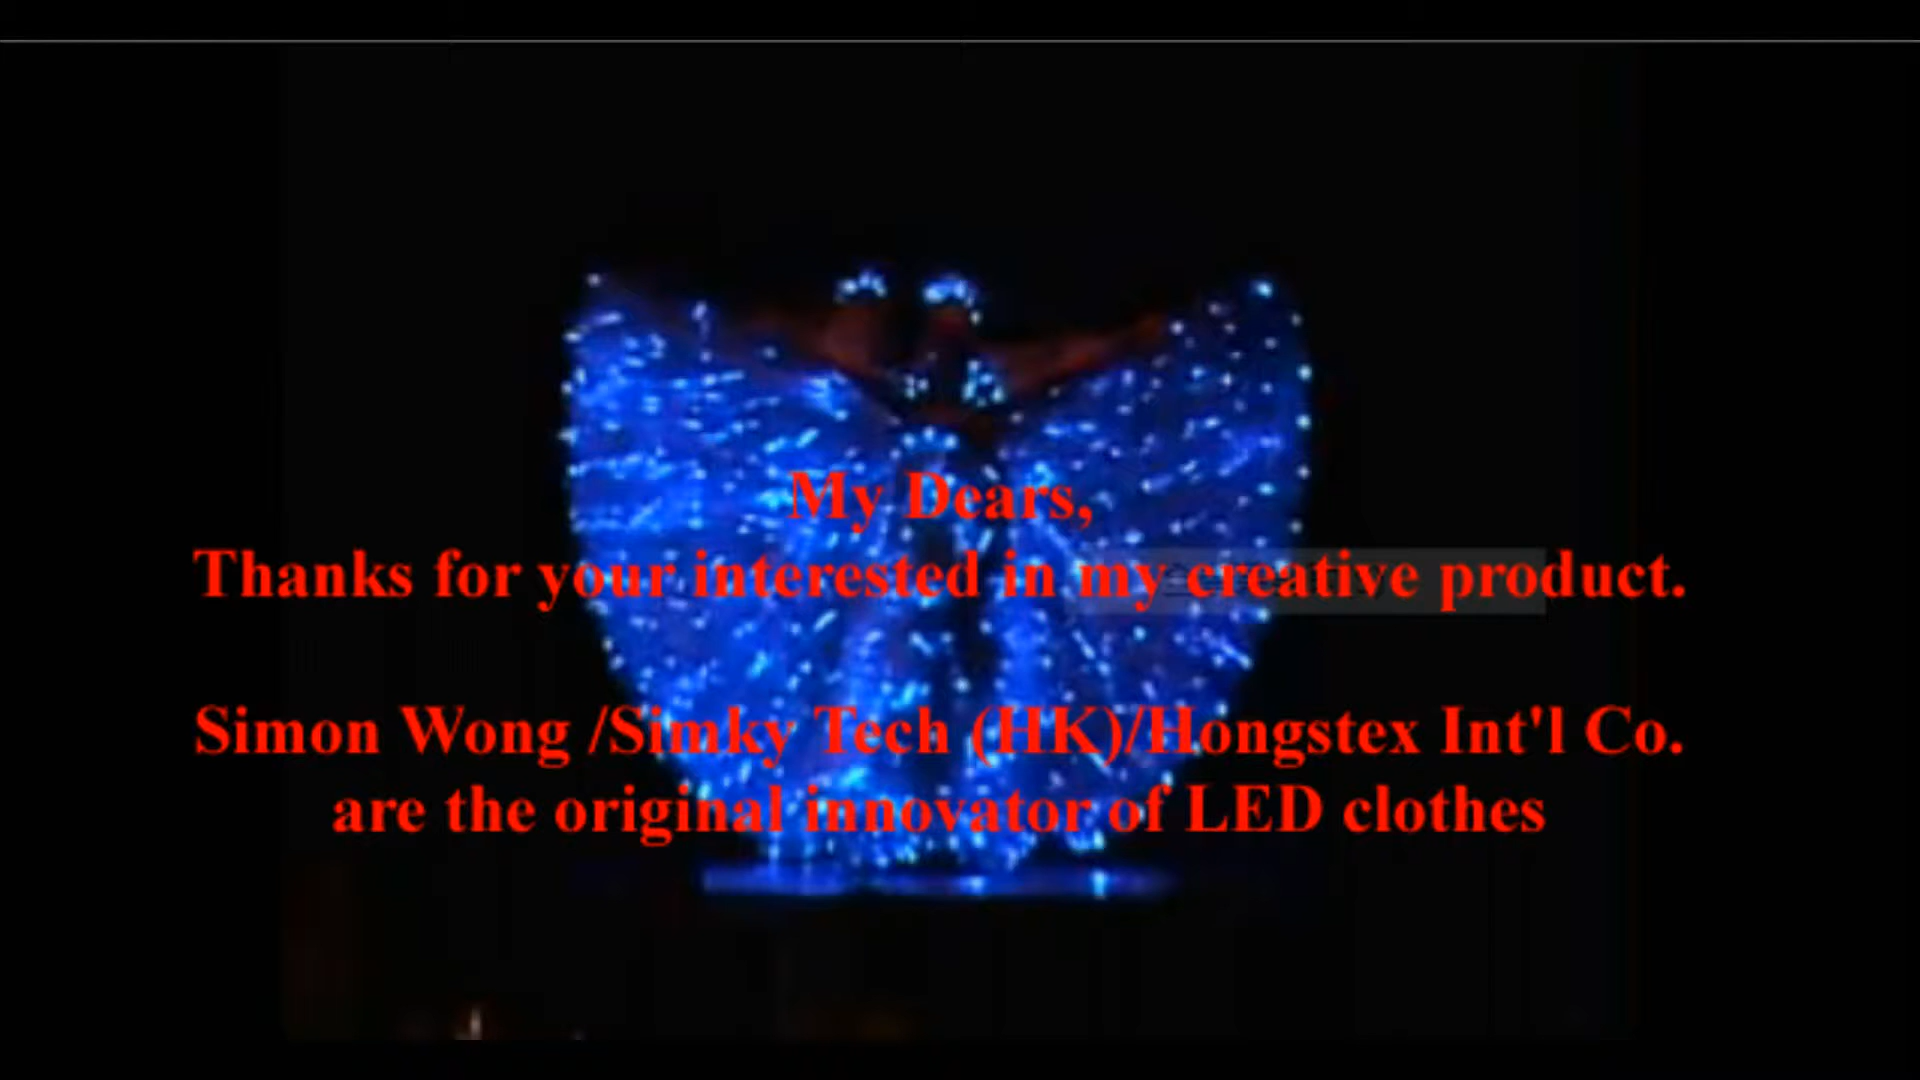 My Dears,
Thanks for your interested in my creative product.
Simon Wong /Simky Tech (HK)/Hongstex Int'l Co.
are the original innovator of LED clothes